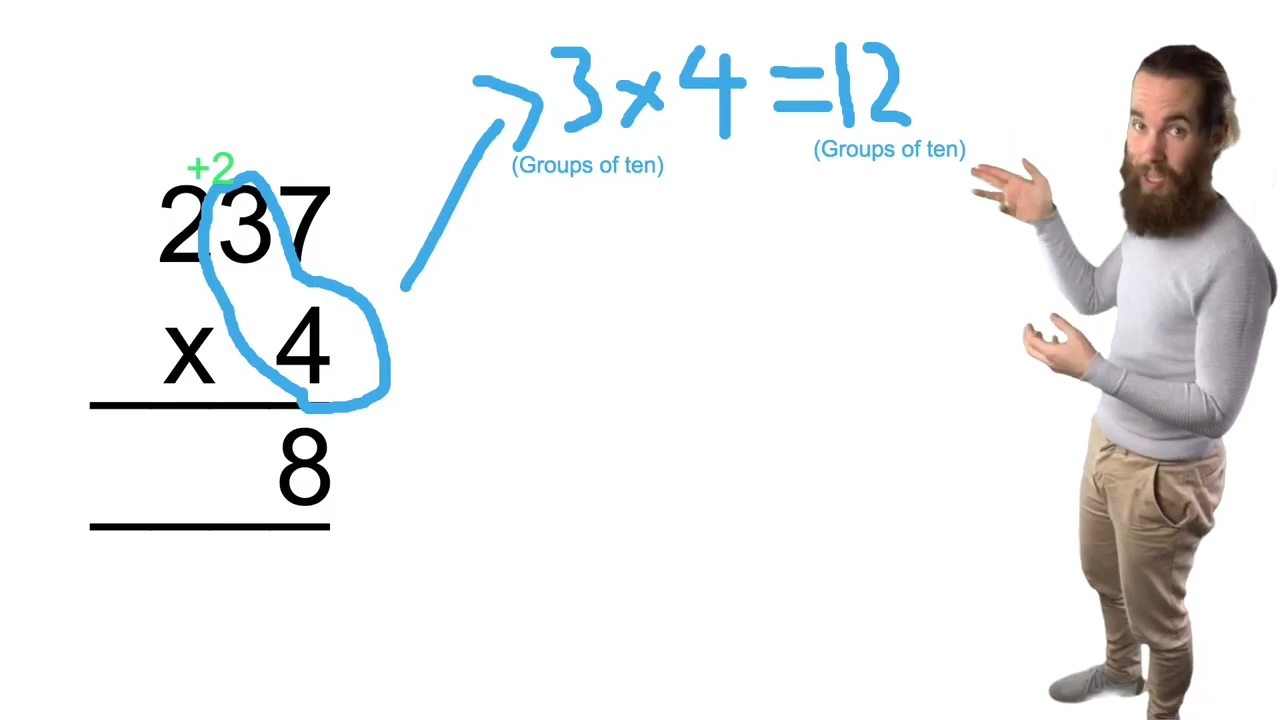 3 x 4 = 12
(Groups of ten)
(Groups of ten)
+2
237
x 4
8